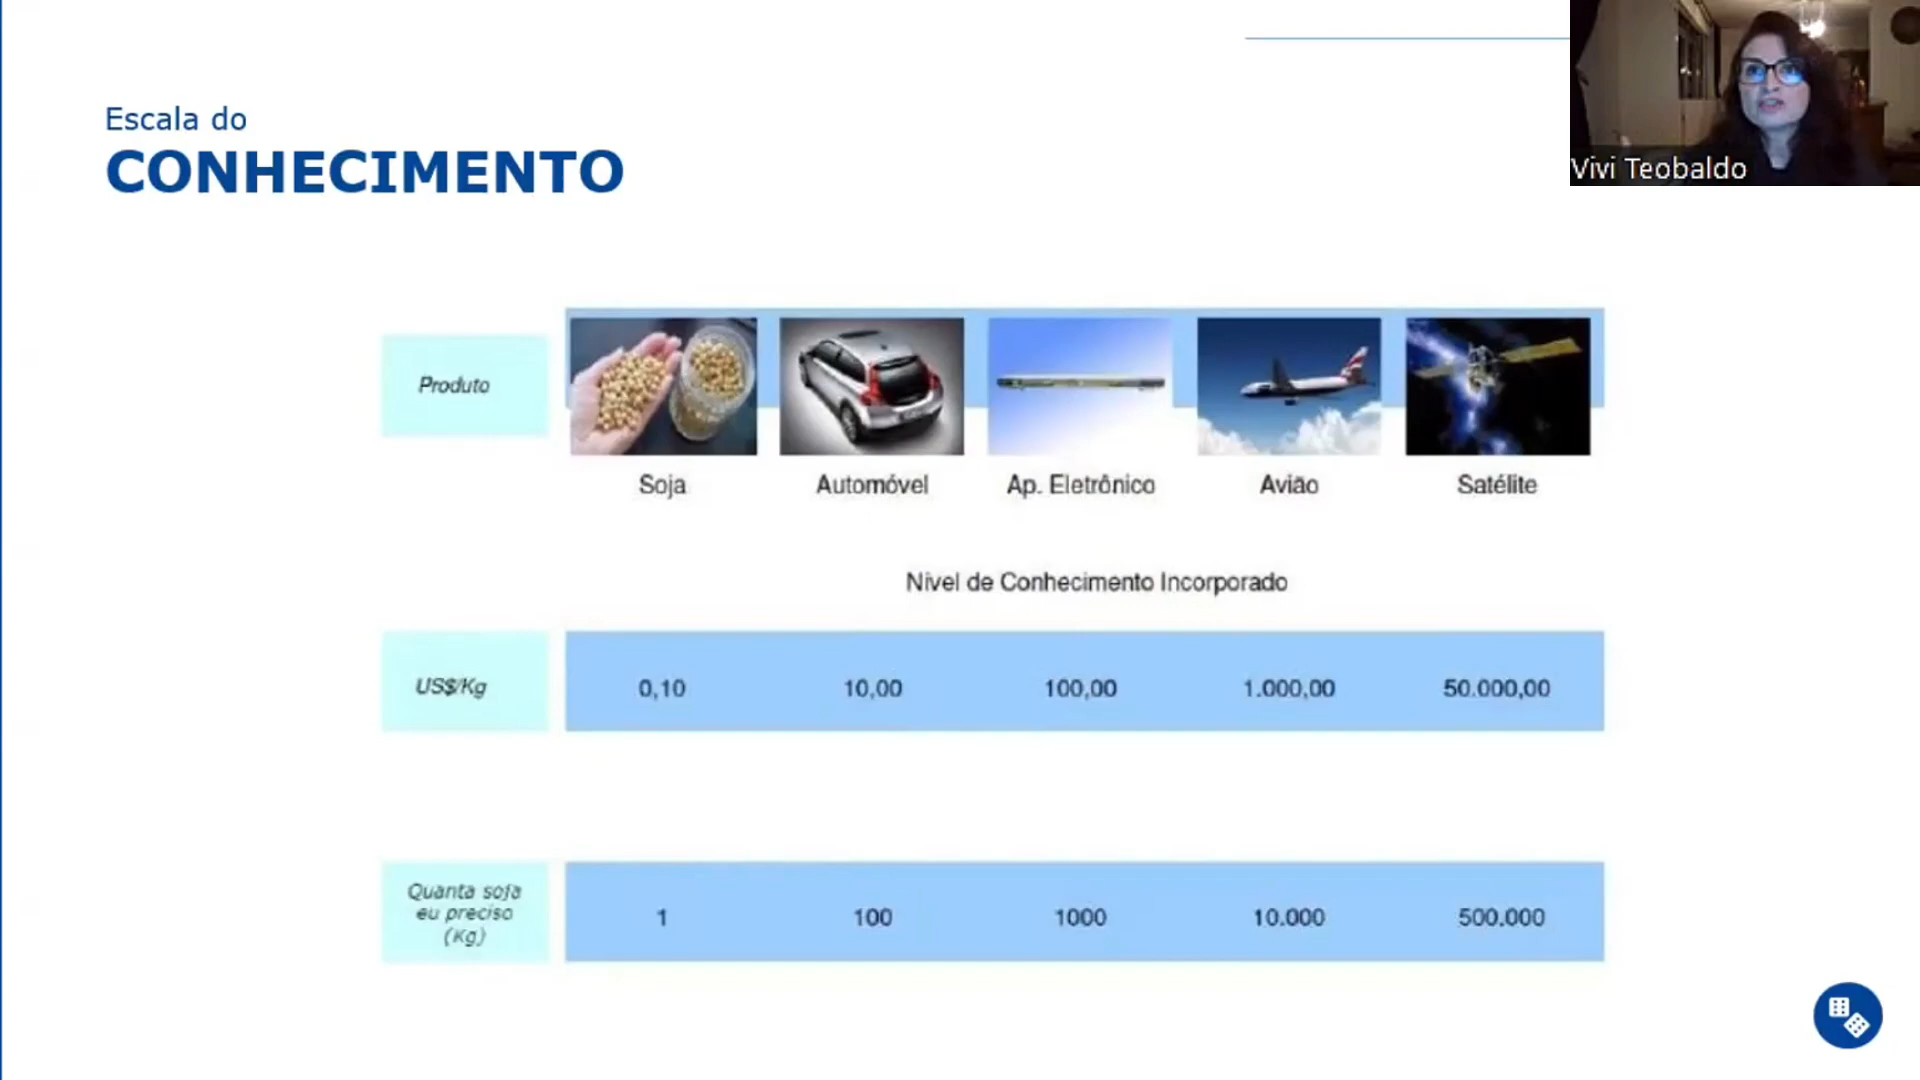 Escala do
CONHECIMENTO
Vivi Teobaldo
Produto
Soja Automóvel Ap. Eletrônico Avião Satélite
Nivel de Conhecimento Incorporado
US$/Kg 0,10 10,00 100,00 1.000,00 50.000,00
Quanta soja
eu preciso
(Kg)
1 100 1000 10.000 500.000